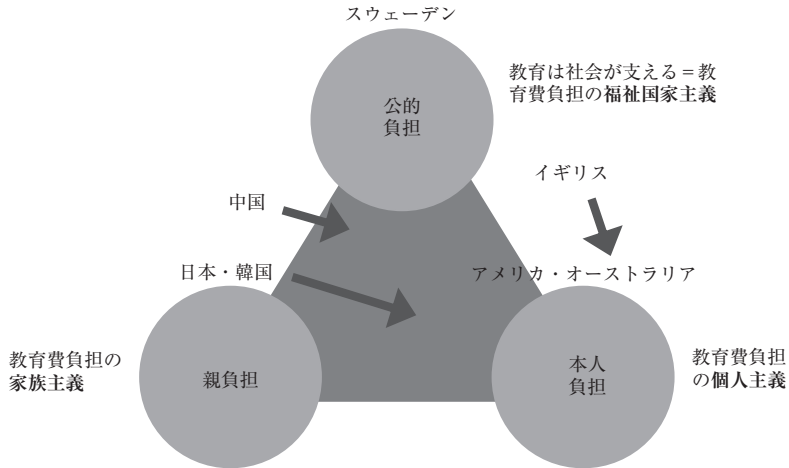 スウェーデン
公的
負担
教育は社会が支える＝教
育費負担の福祉国家主義
イギリス
中国
日本・韓国
アメリカ・オーストラリア
教育費負担の
家族主義
親負担
本人
負担
教育費負担
の個人主義